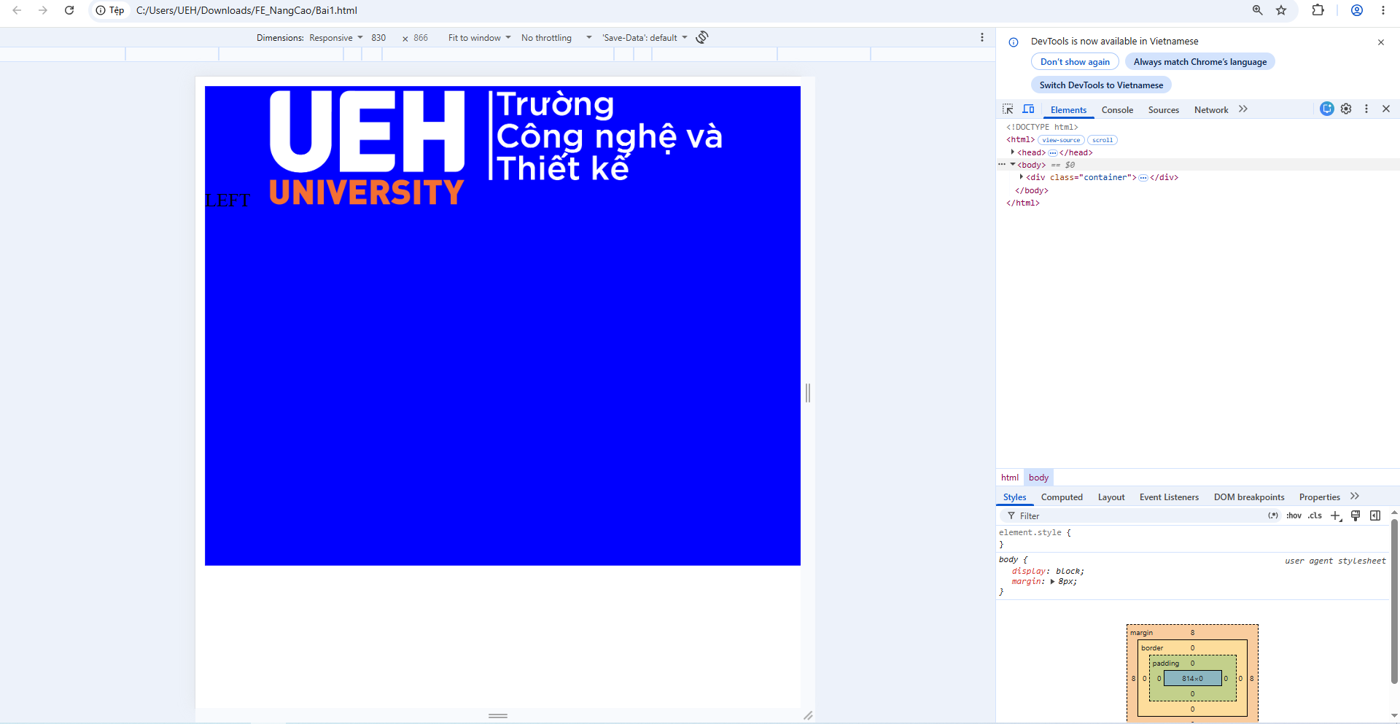 Tệp
C:/Users/UEH/Downloads/FE_NangCao/Bai1.html
Dimensions: Responsive 830 × 866 Fit to window No throttling 'Save-Data': default
UEH
UNIVERSITY
Trường
Công nghệ và
Thiết kế
LEFT
DevTools is now available in Vietnamese
Don't show again Always match Chrome's language
Switch DevTools to Vietnamese
Elements Console Sources Network
<!DOCTYPE html>
<html> view-source scroll
<head> ⋯ </head>
⋯ <body> == $0
<div class="container"> ⋯ </div>
</body>
</html>
html body
Styles Computed Layout Event Listeners DOM breakpoints Properties
Filter (.*) :hov .cls
element.style {
}
body { user agent stylesheet
display: block;
margin: 8px;
}
margin 8
border 0
padding 0
8 0 0 814×0 0 0 8
0
0